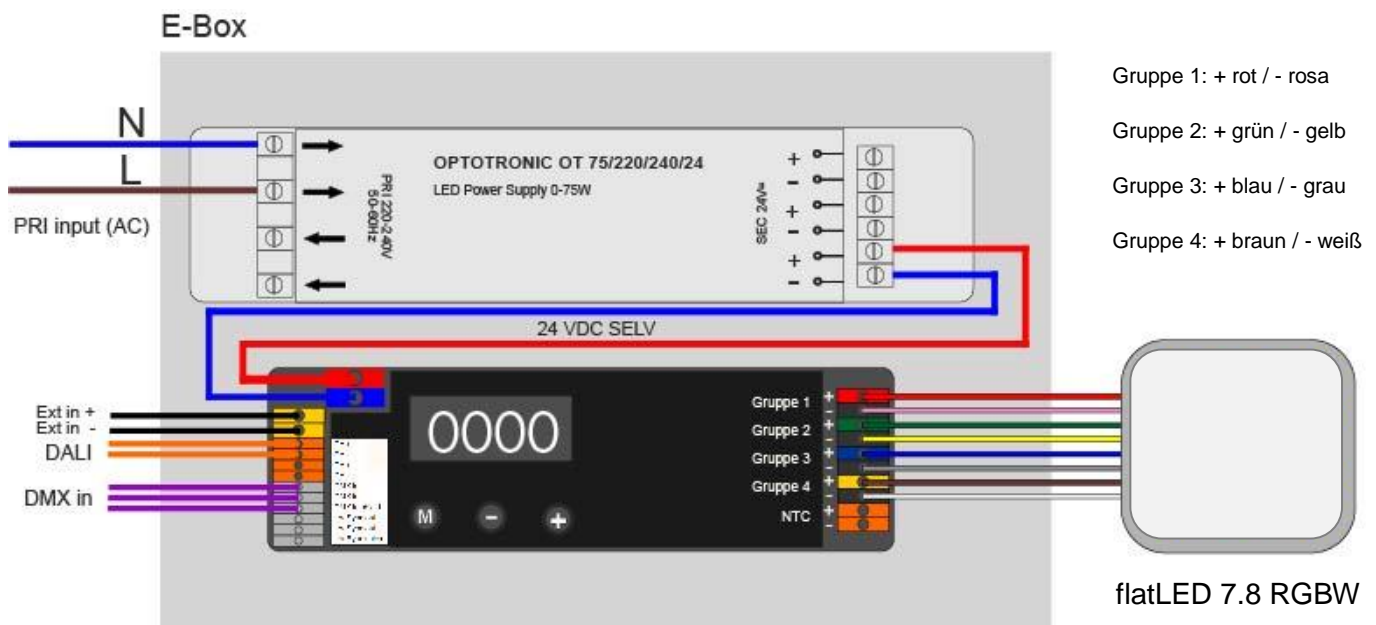 E-Box
Gruppe 1: + rot / - rosa
Gruppe 2: + grün / - gelb
Gruppe 3: + blau / - grau
Gruppe 4: + braun / - weiß
N
L
PRI input (AC)
PRI 220-240V
50-60Hz
OPTOTRONIC OT 75/220/240/24
LED Power Supply 0-75W
SEC 24V=
+
-
+
-
+
-
24 VDC SELV
Ext in +
Ext in -
DALI
DMX in
0000
M
-
+
Gruppe 1 +
-
Gruppe 2 +
-
Gruppe 3 +
-
Gruppe 4 +
-
NTC +
-
flatLED 7.8 RGBW